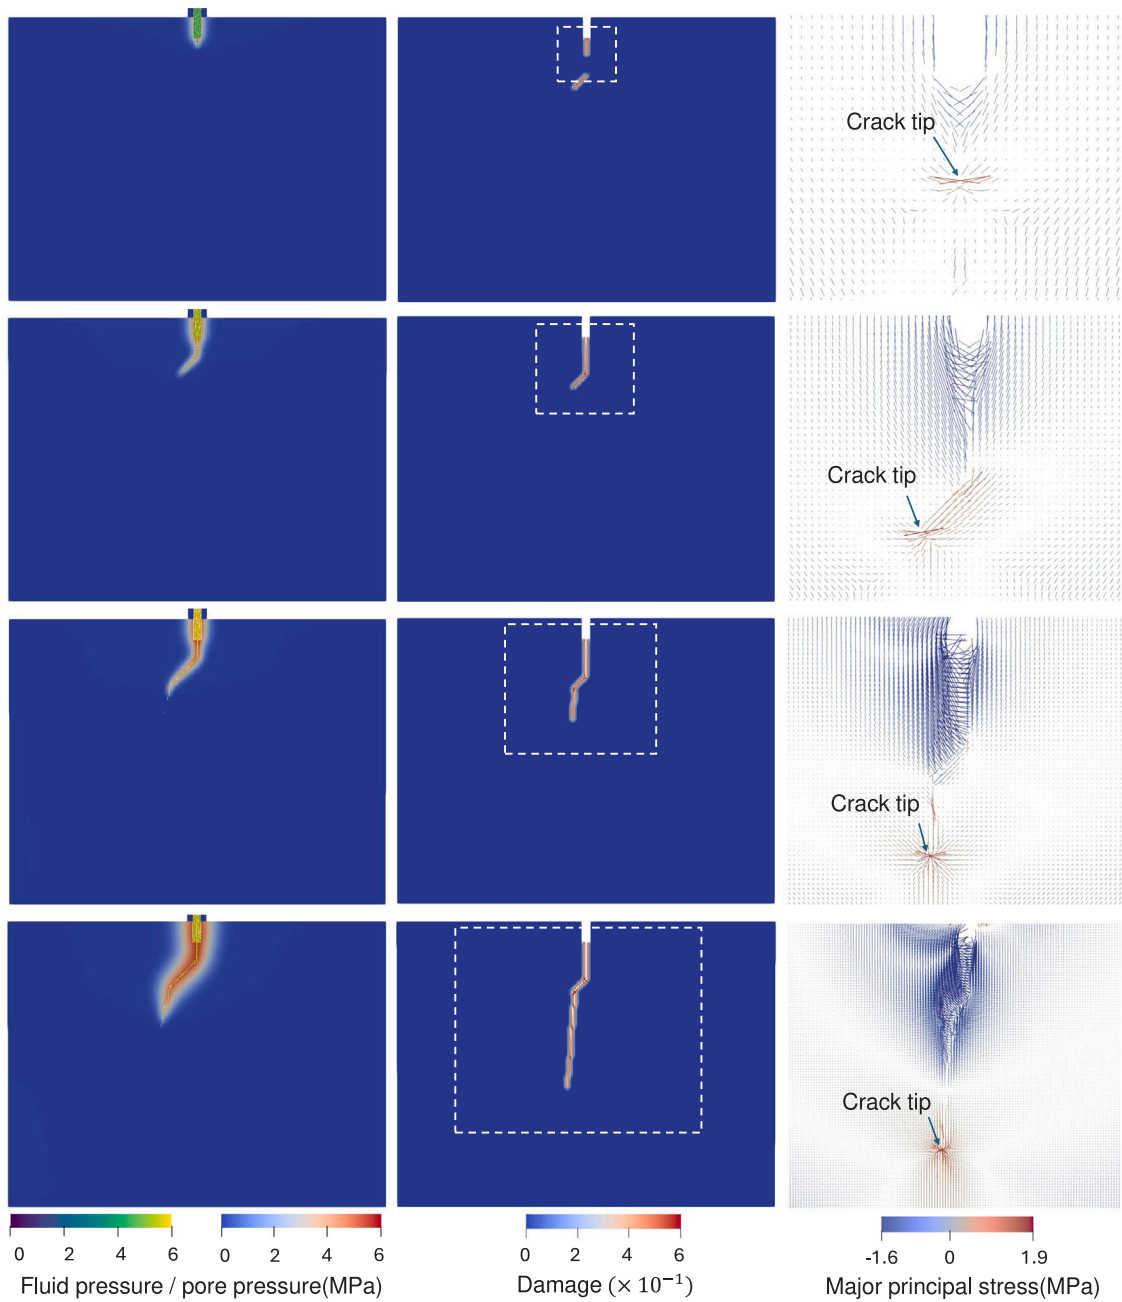 Crack tip
Crack tip
Crack tip
Crack tip
0 2 4 6 0 2 4 6 0 2 4 6 -1.6 0 1.9
Fluid pressure / pore pressure(MPa) Damage (× 10⁻¹) Major principal stress(MPa)